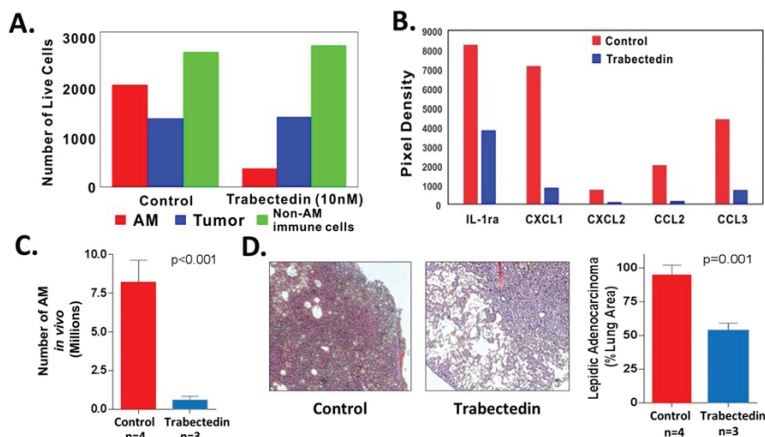 A.
Number of Live Cells
3000
2000
1000
0
Control
Trabectedin (10nM)
AM
Tumor
Non-AM
immune cells
B.
Pixel Density
9000
8000
7000
6000
5000
4000
3000
2000
1000
0
Control
Trabectedin
IL-1ra
CXCL1
CXCL2
CCL2
CCL3
C.
Number of AM
in vivo
(Millions)
10.0
7.5
5.0
2.5
0.0
p<0.001
Control
n=4
Trabectedin
n=3
D.
Control
Trabectedin
Lepidic Adenocarcinoma
(% Lung Area)
100
75
50
25
0
p=0.001
Control
n=4
Trabectedin
n=3